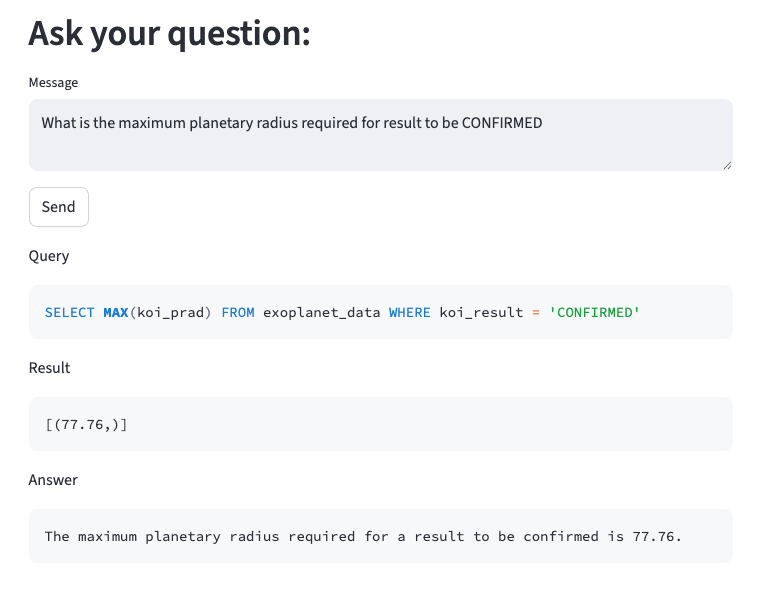 Ask your question:
Message
What is the maximum planetary radius required for result to be CONFIRMED
Send
Query
SELECT MAX(koi_prad) FROM exoplanet_data WHERE koi_result = 'CONFIRMED'
Result
[(77.76,)]
Answer
The maximum planetary radius required for a result to be confirmed is 77.76.